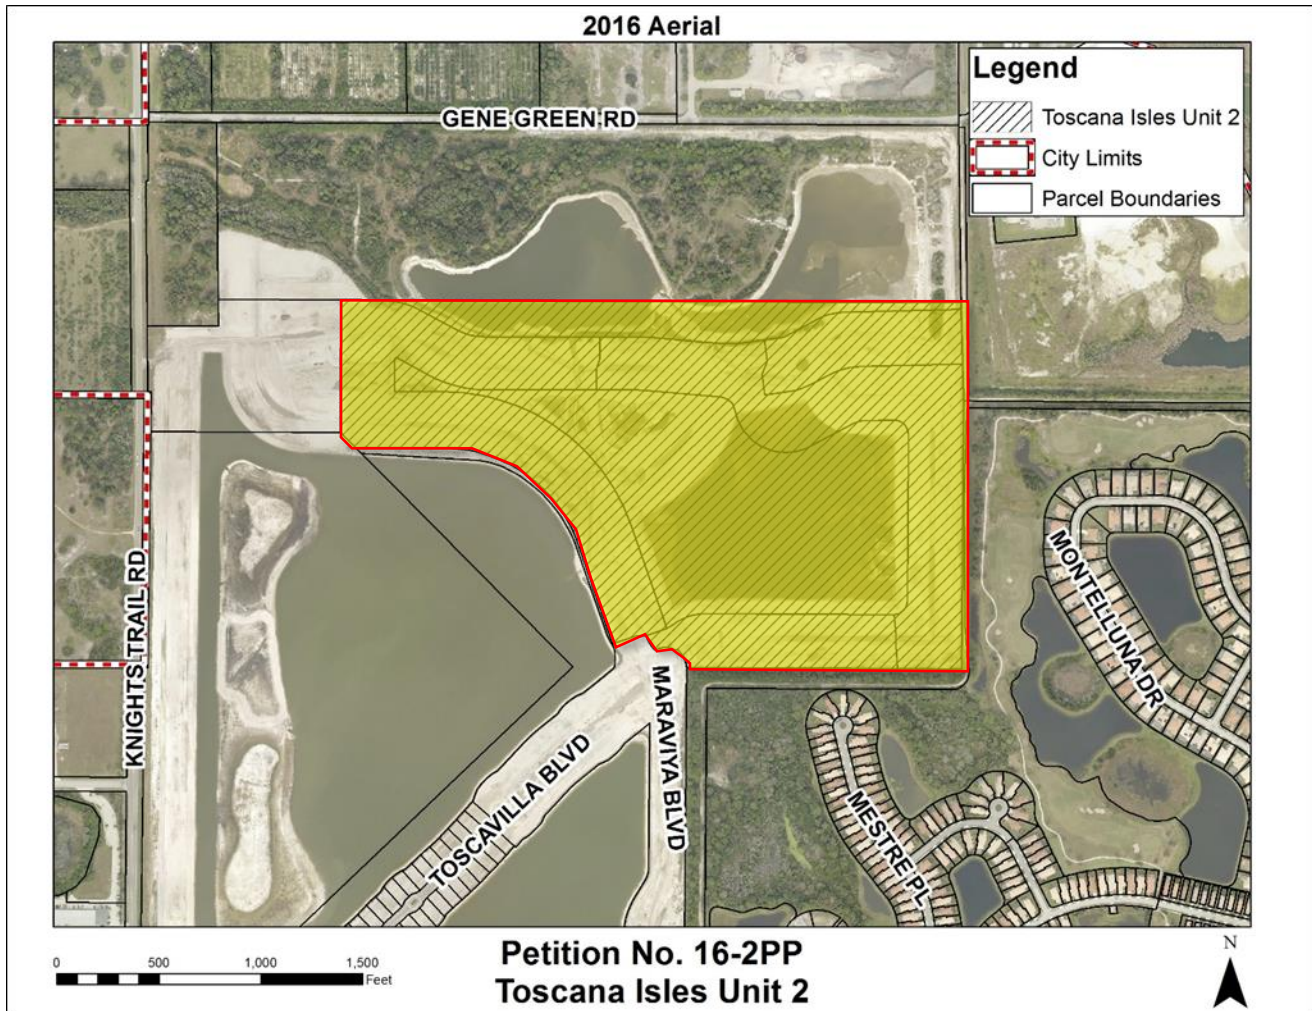 2016 Aerial
Legend
Toscana Isles Unit 2
City Limits
Parcel Boundaries
GENE GREEN RD
KNIGHTS TRAIL RD
MONTELLUNA DR
MARAVIYA BLVD
TOSCAVILLA BLVD
MESTRE PL
0 500 1,000 1,500
Feet
Petition No. 16-2PP
Toscana Isles Unit 2
N